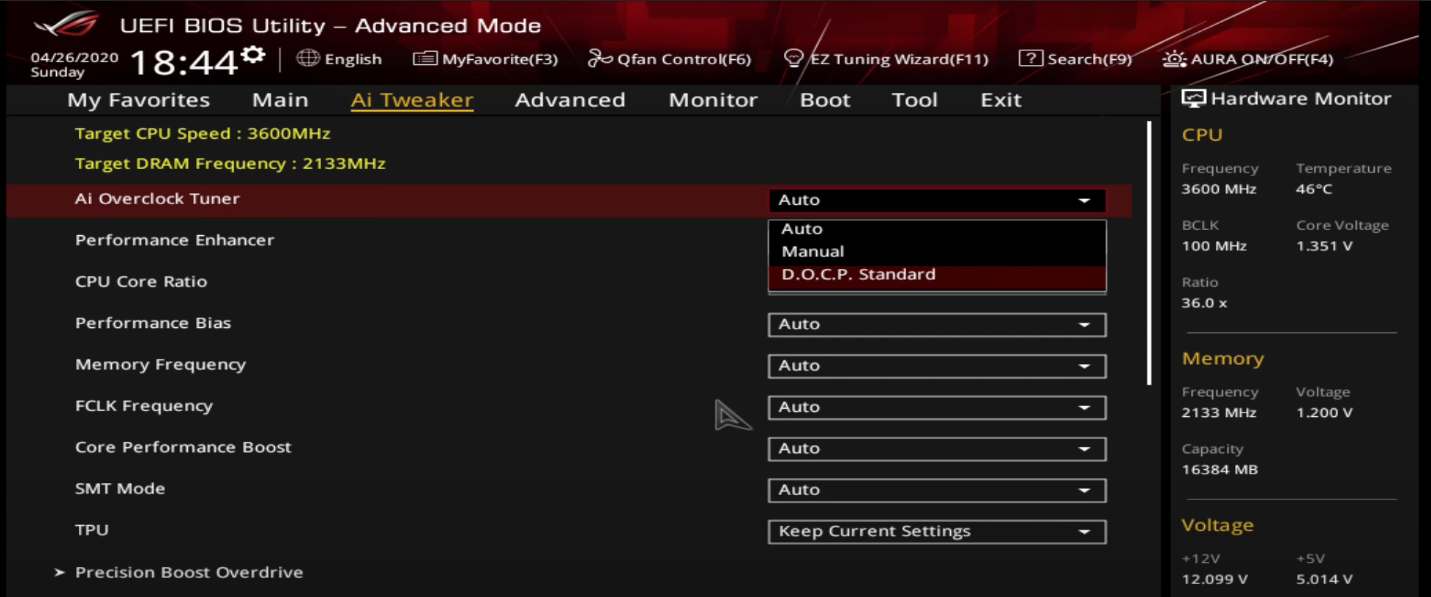 UEFI BIOS Utility – Advanced Mode
04/26/2020
Sunday
18:44
English
MyFavorite(F3)
Qfan Control(F6)
EZ Tuning Wizard(F11)
? Search(F9)
AURA ON/OFF(F4)
My Favorites Main Ai Tweaker Advanced Monitor Boot Tool Exit
Target CPU Speed : 3600MHz
Target DRAM Frequency : 2133MHz
Ai Overclock Tuner Auto
Auto
Manual
D.O.C.P. Standard
Performance Enhancer
CPU Core Ratio
Performance Bias Auto
Memory Frequency Auto
FCLK Frequency Auto
Core Performance Boost Auto
SMT Mode Auto
TPU Keep Current Settings
Precision Boost Overdrive
Hardware Monitor
CPU
Frequency Temperature
3600 MHz 46°C
BCLK Core Voltage
100 MHz 1.351 V
Ratio
36.0 x
Memory
Frequency Voltage
2133 MHz 1.200 V
Capacity
16384 MB
Voltage
+12V +5V
12.099 V 5.014 V